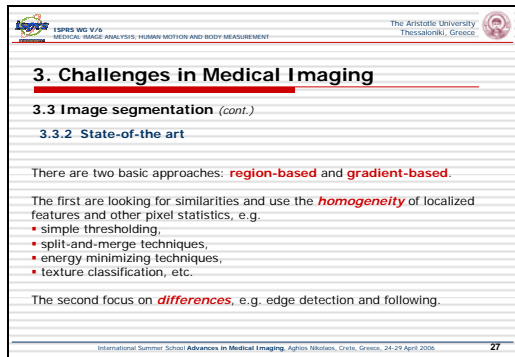 isprs
ISPRS WG V/6
MEDICAL IMAGE ANALYSIS, HUMAN MOTION AND BODY MEASUREMENT
The Aristotle University
Thessaloniki, Greece
3. Challenges in Medical Imaging
3.3 Image segmentation (cont.)
3.3.2 State-of-the art
There are two basic approaches: region-based and gradient-based.
The first are looking for similarities and use the homogeneity of localized
features and other pixel statistics, e.g.
▪ simple thresholding,
▪ split-and-merge techniques,
▪ energy minimizing techniques,
▪ texture classification, etc.
The second focus on differences, e.g. edge detection and following.
International Summer School Advances in Medical Imaging, Aghios Nikolaos, Crete, Greece, 24-29 April 2006
27